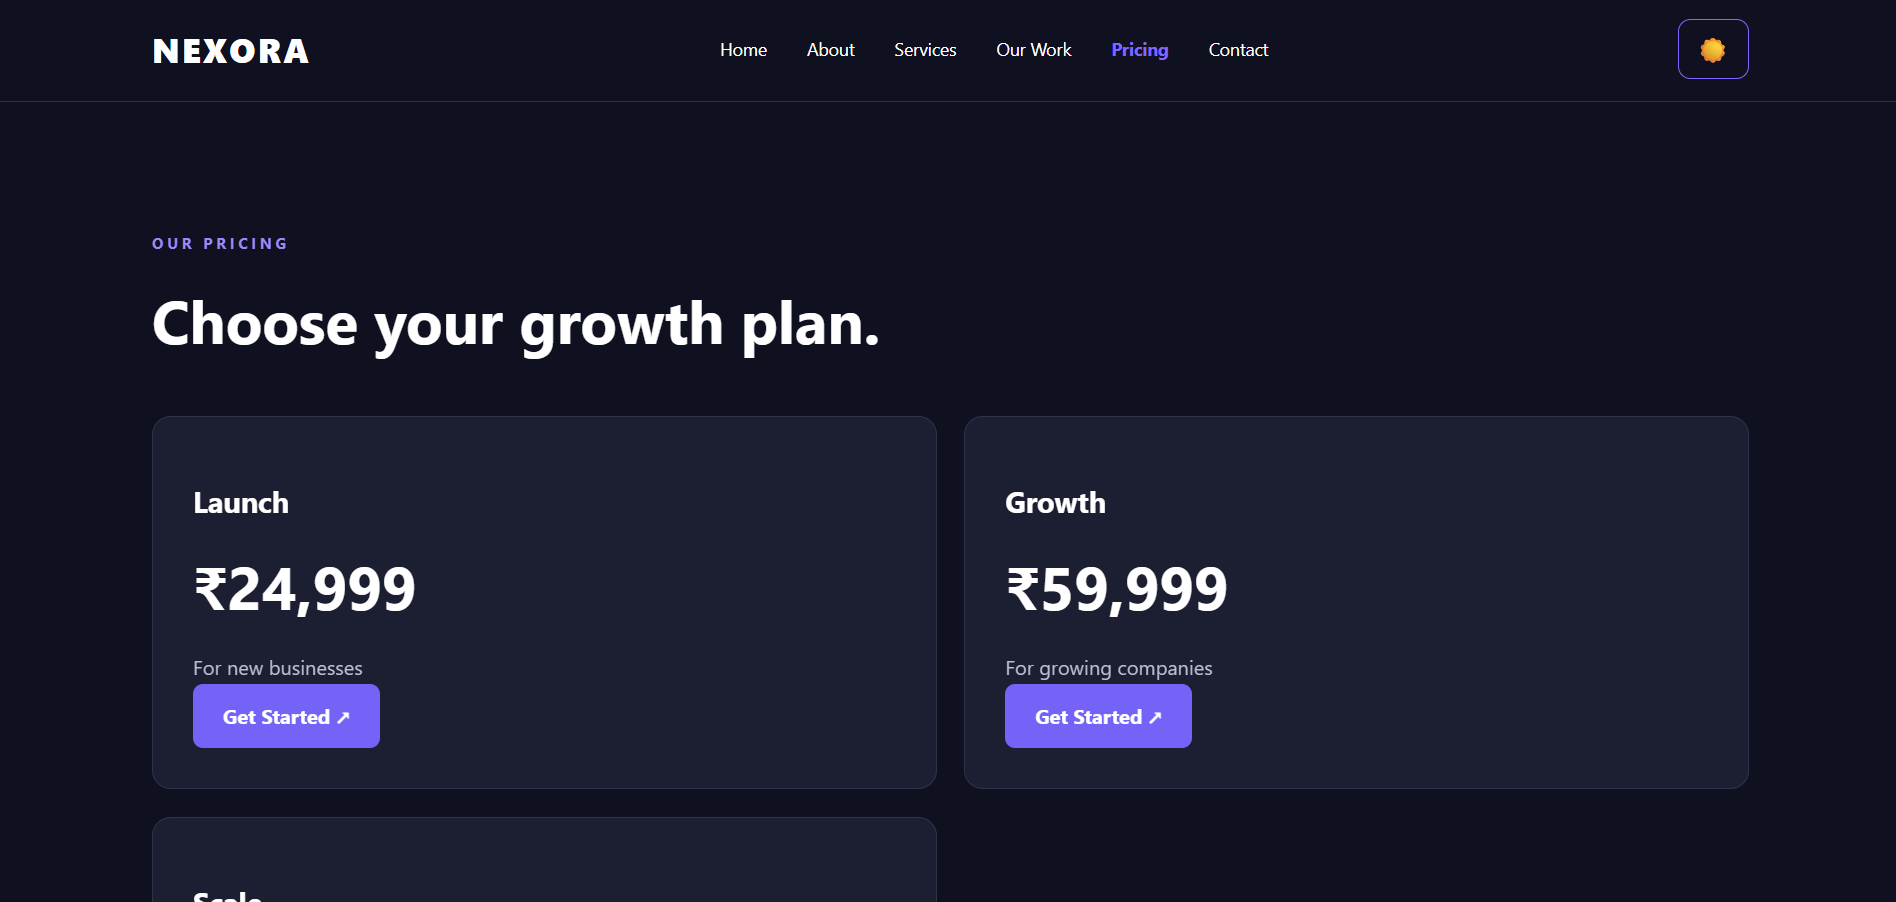 NEXORA
Home About Services Our Work Pricing Contact
OUR PRICING
Choose your growth plan.
Launch
₹24,999
For new businesses
Get Started ↗
Growth
₹59,999
For growing companies
Get Started ↗
Scale